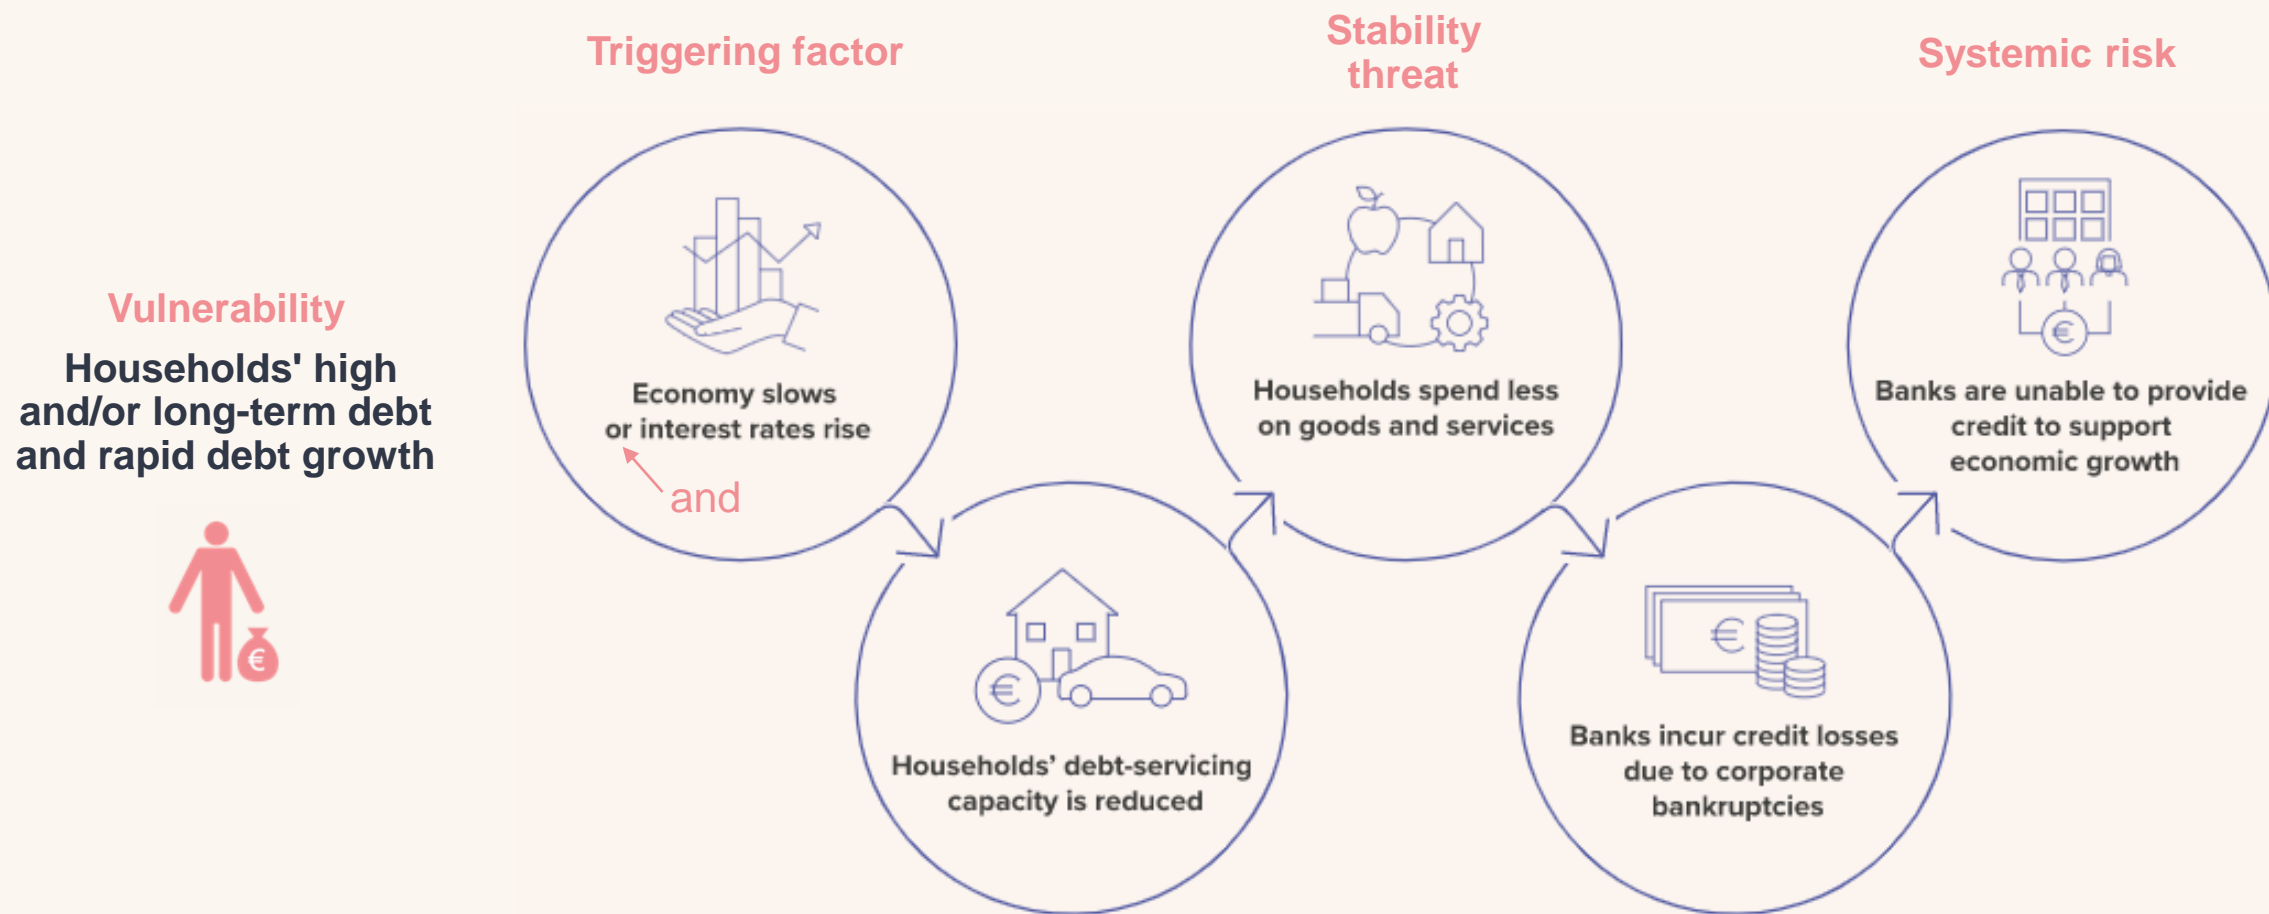 Vulnerability
Households' high
and/or long-term debt
and rapid debt growth
€
Triggering factor
Economy slows
or interest rates rise
and
€
Households’ debt-servicing
capacity is reduced
Stability
threat
Households spend less
on goods and services
€
Banks incur credit losses
due to corporate
bankruptcies
Systemic risk
€
Banks are unable to provide
credit to support
economic growth